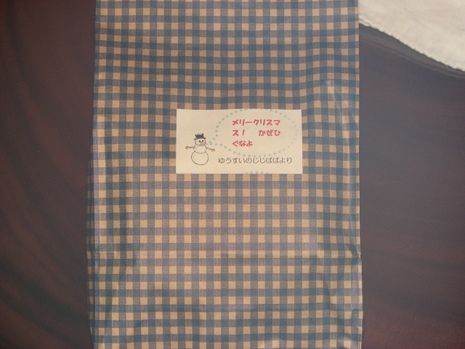 メリークリスマ
ス! かぜひ
くなよ
ゆうすいのじじばばより